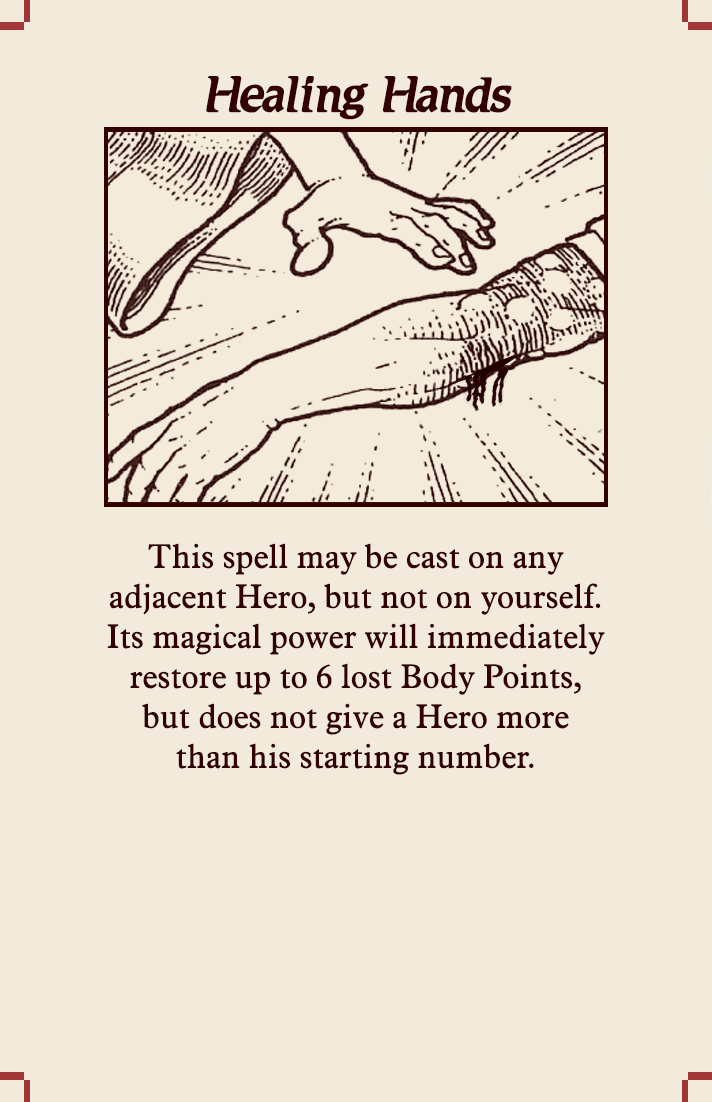 Healing Hands
This spell may be cast on any
adjacent Hero, but not on yourself.
Its magical power will immediately
restore up to 6 lost Body Points,
but does not give a Hero more
than his starting number.